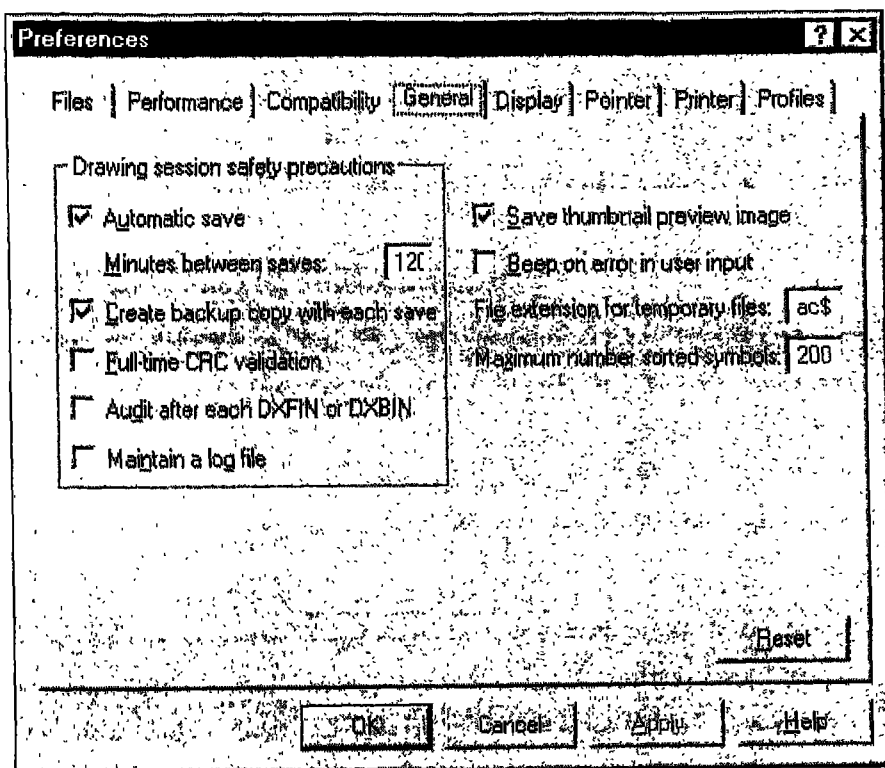 Preferences
Files Performance Compatibility General Display Pointer Printer Profiles
Drawing session safety precautions
Automatic save
Minutes between saves: 120
Create backup copy with each save
Full-time CRC validation
Audit after each DXFIN or DXBIN
Maintain a log file
Save thumbnail preview image
Beep on error in user input
File extension for temporary files: ac$
Maximum number sorted symbols: 200
Reset
OK Cancel Apply Help